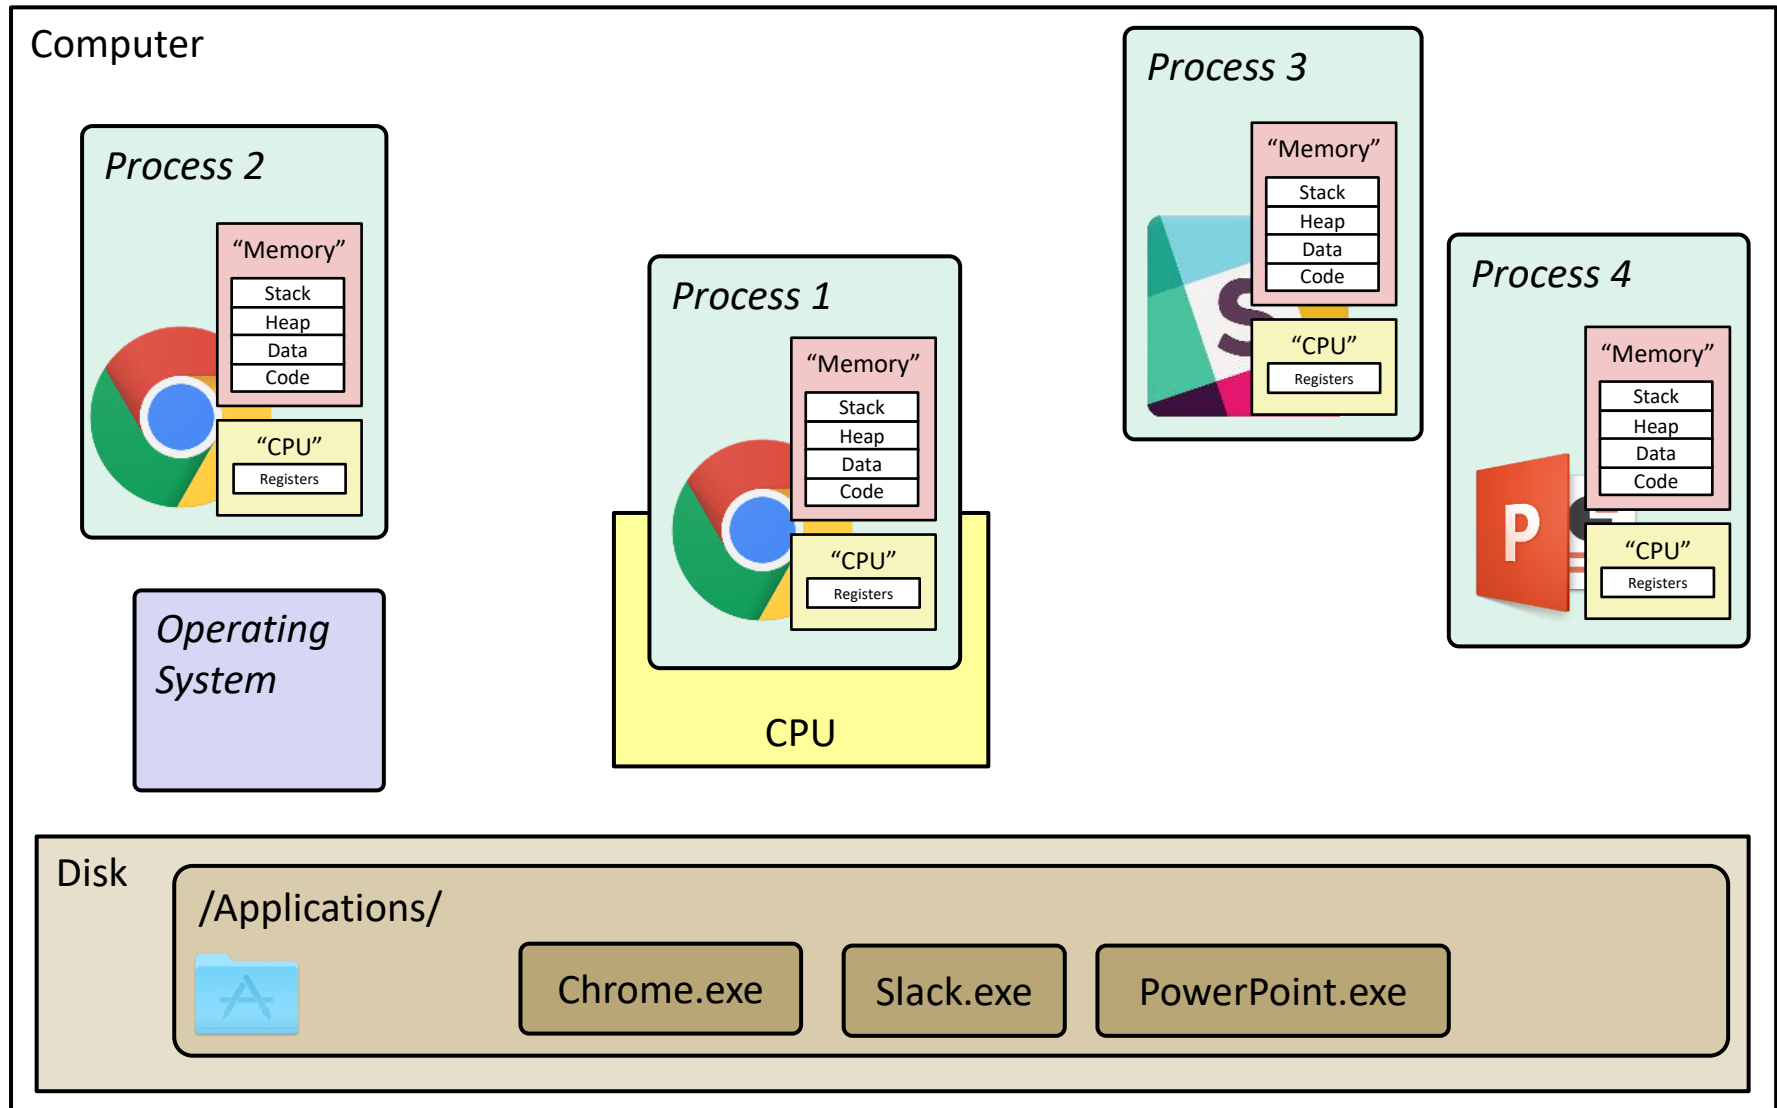 Computer
Process 2
“Memory”
Stack
Heap
Data
Code
“CPU”
Registers
Process 1
“Memory”
Stack
Heap
Data
Code
“CPU”
Registers
CPU
Process 3
“Memory”
Stack
Heap
Data
Code
“CPU”
Registers
S
Process 4
“Memory”
Stack
Heap
Data
Code
“CPU”
Registers
P
Operating
System
Disk
/Applications/
Chrome.exe
Slack.exe
PowerPoint.exe